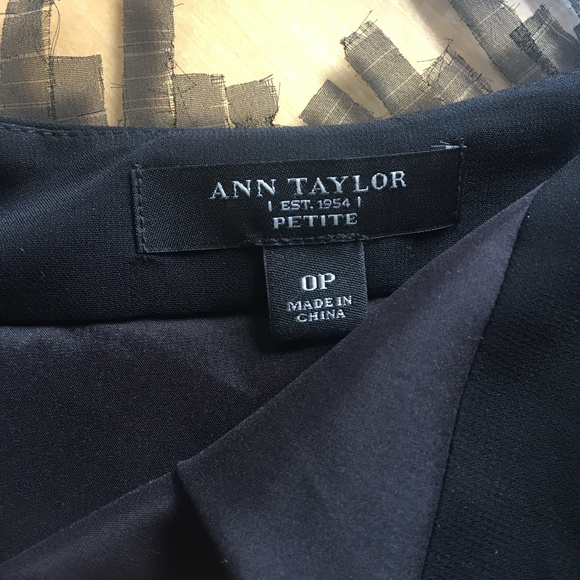 ANN TAYLOR
| EST. 1954 |
PETITE
0P
MADE IN
CHINA